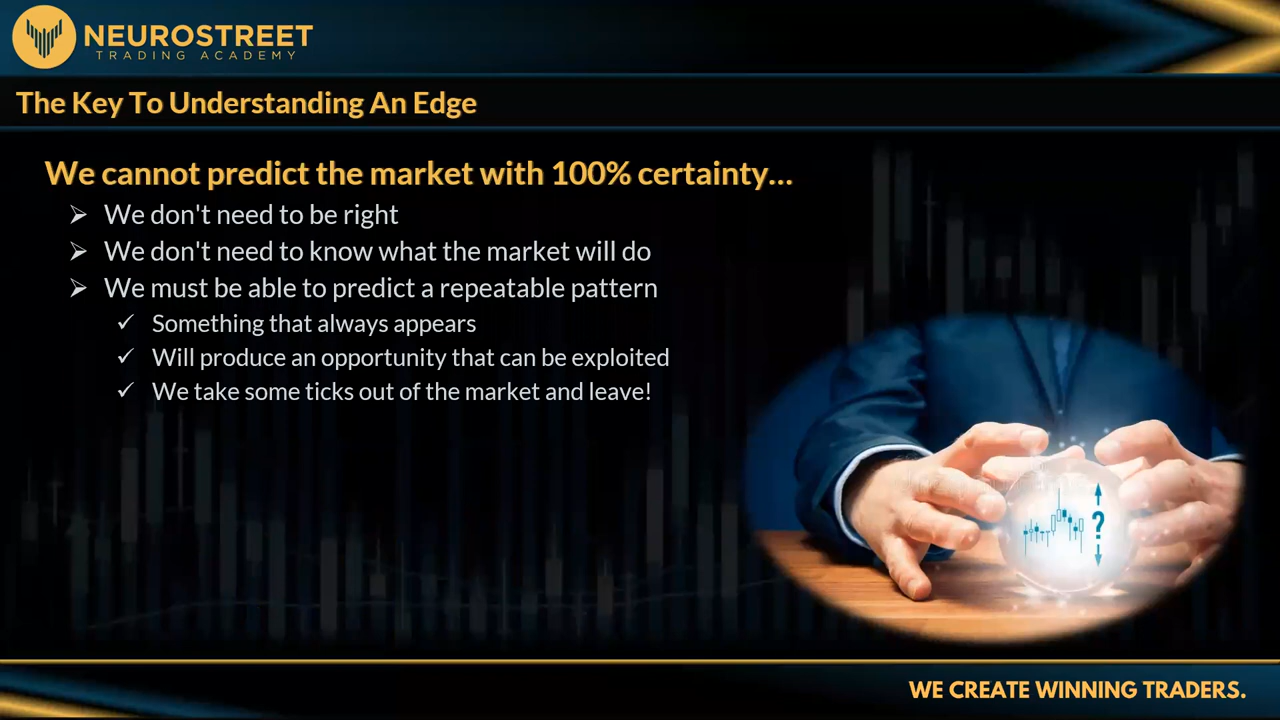 NEUROSTREET
TRADING ACADEMY
The Key To Understanding An Edge
We cannot predict the market with 100% certainty...
We don't need to be right
We don't need to know what the market will do
We must be able to predict a repeatable pattern
Something that always appears
Will produce an opportunity that can be exploited
We take some ticks out of the market and leave!
?
WE CREATE WINNING TRADERS.